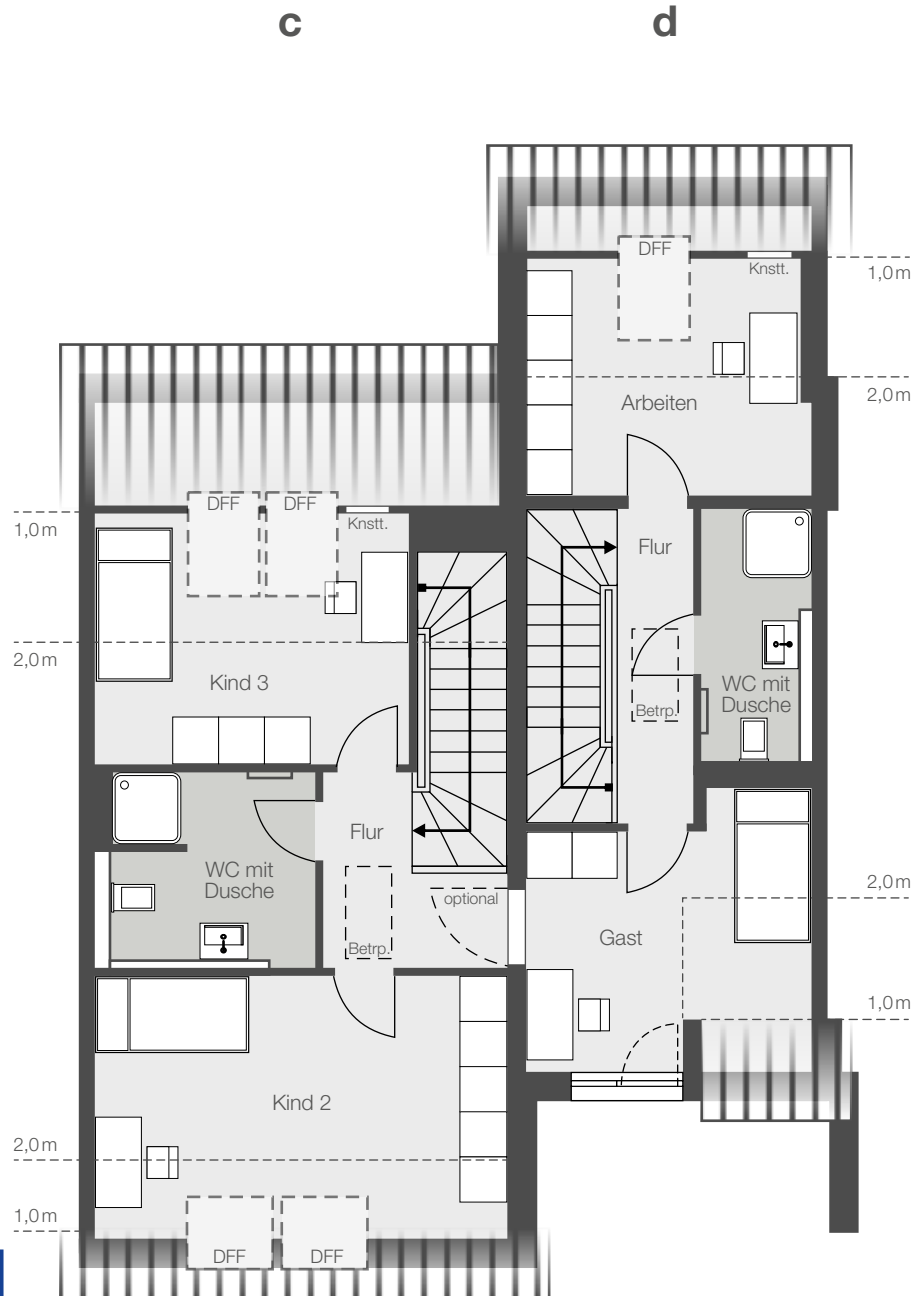 c
d
DFF
Knstt.
1,0 m
2,0 m
Arbeiten
DFF
DFF
Knstt.
1,0 m
Flur
2,0 m
Kind 3
WC mit
Dusche
Betrp.
Flur
WC mit
Dusche
2,0 m
optional
Gast
Betrp.
1,0 m
Kind 2
2,0 m
1,0 m
DFF
DFF